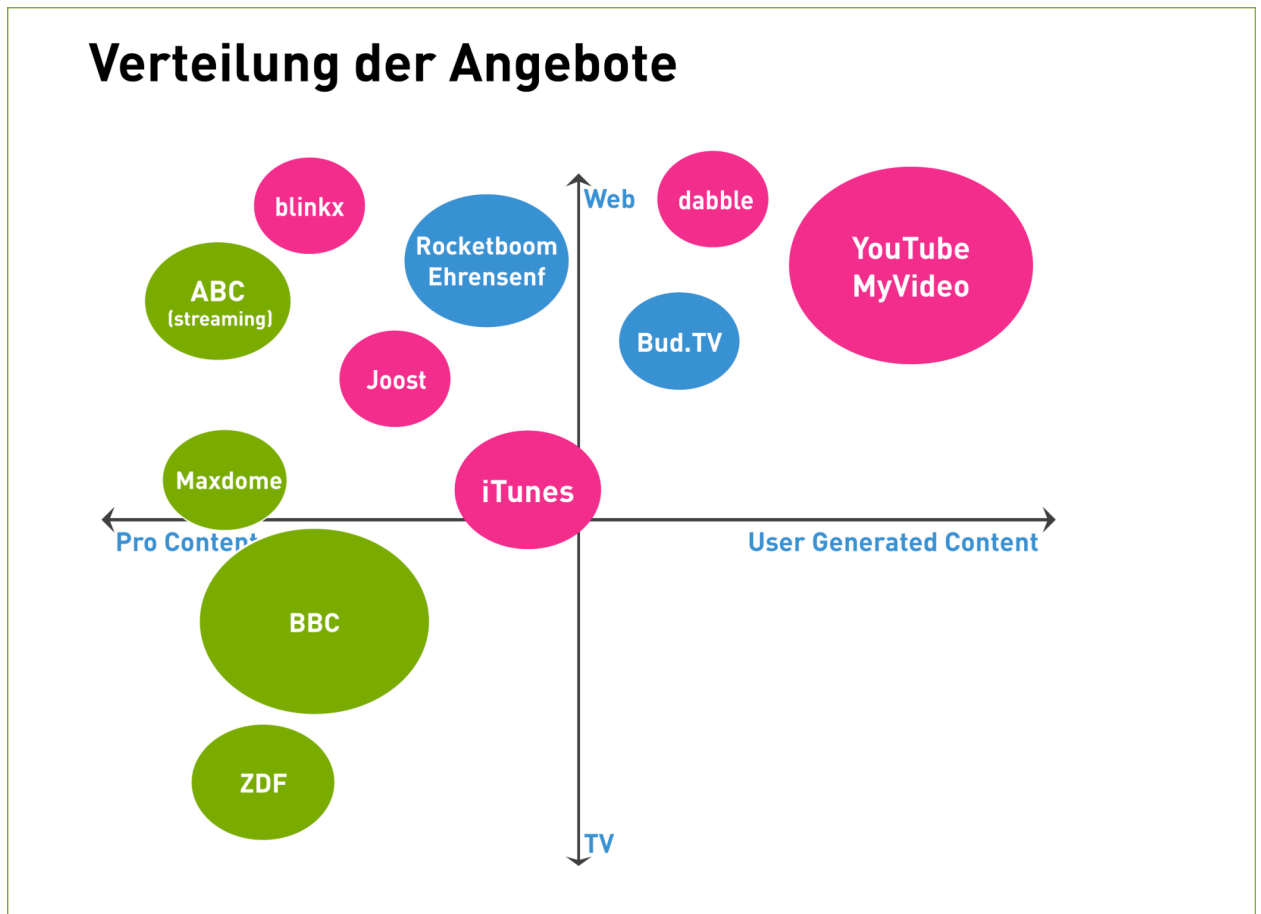 Verteilung der Angebote
blinkx
Web
dabble
Rocketboom
Ehrensenf
YouTube
MyVideo
ABC
(streaming)
Bud.TV
Joost
Maxdome
iTunes
Pro Content
User Generated Content
BBC
ZDF
TV